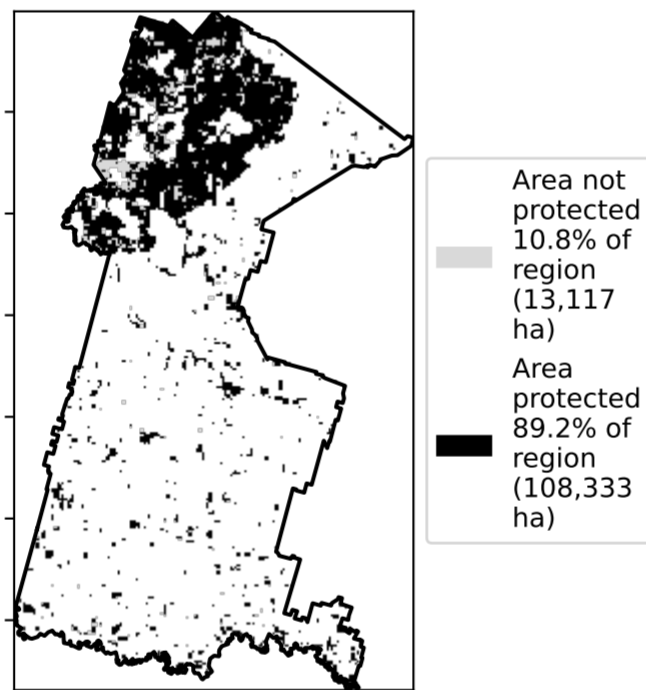 Area not
protected
10.8% of
region
(13,117
ha)
Area
protected
89.2% of
region
(108,333
ha)